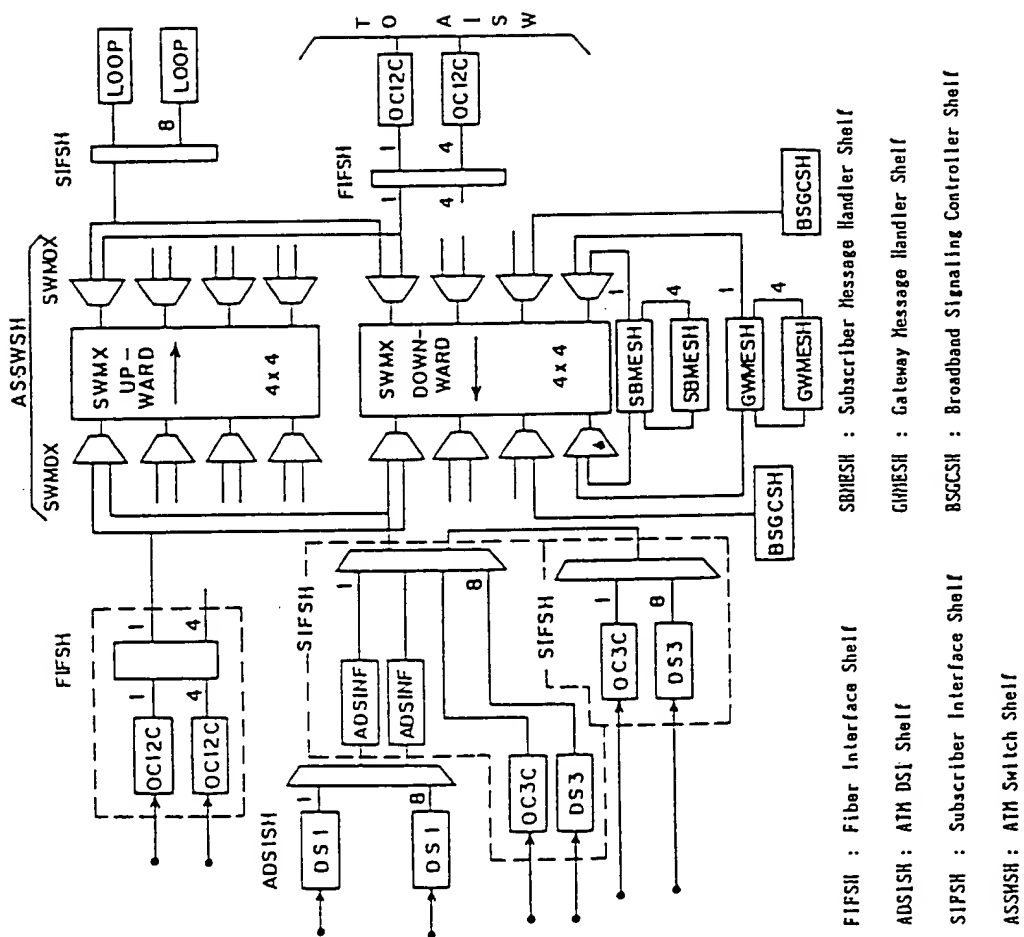 AS-SWSH
SWMDX
SWMDX
SIFSH
LOOP
8
LOOP
SWMX
UP-
WARD
4x4
FIFSH
OC12C
1
1
OC12C
4
4
FIFSH
1
1
OC12C
4
4
OC12C
TO AISW
SWMX
DOWN-
WARD
4x4
SIFSH
1
8
ADSINF
ADSINF
ADS1SH
DS1
1
DS1
8
OC3C
DS3
SIFSH
OC3C
1
DS3
8
SBMESH
1
SBMESH
4
GWMESH
1
GWMESH
4
BSGCSH
BSGCSH
FIFSH : Fiber Interface Shelf
ADS1SH : ATM DS1 Shelf
SIFSH : Subscriber Interface Shelf
ASSWSH : ATM Switch Shelf
SBMESH : Subscriber Message Handler Shelf
GWMESH : Gateway Message Handler Shelf
BSGCSH : Broadband Signaling Controller Shelf